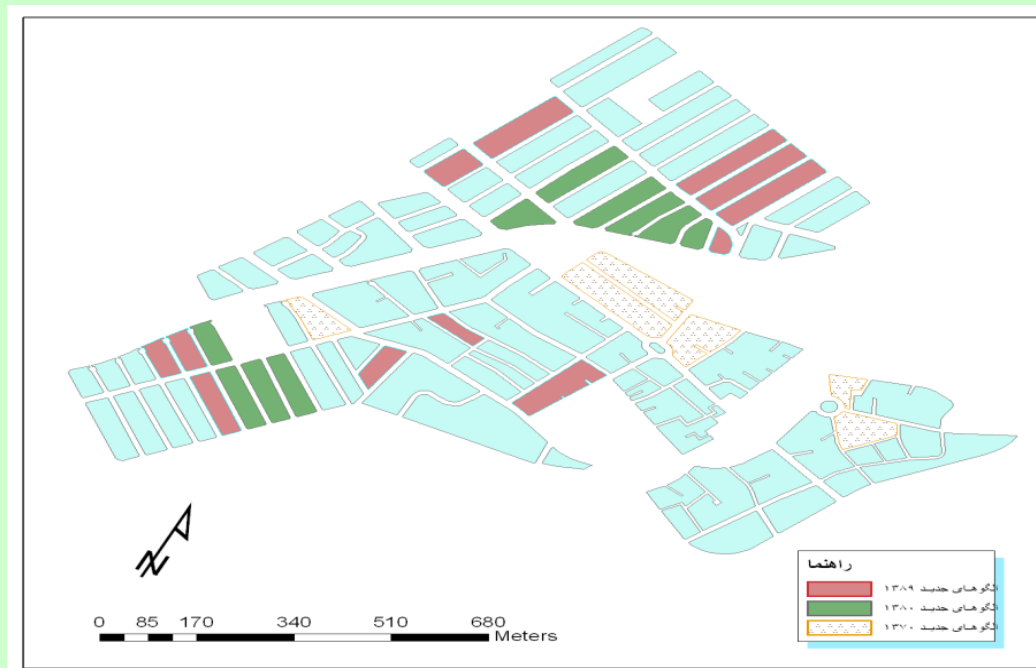 N
0 85 170 340 510 680
Meters
راهنما
الگوهای جدید ۱۳۸۹
الگوهای جدید ۱۳۸۰
الگوهای جدید ۱۳۷۰